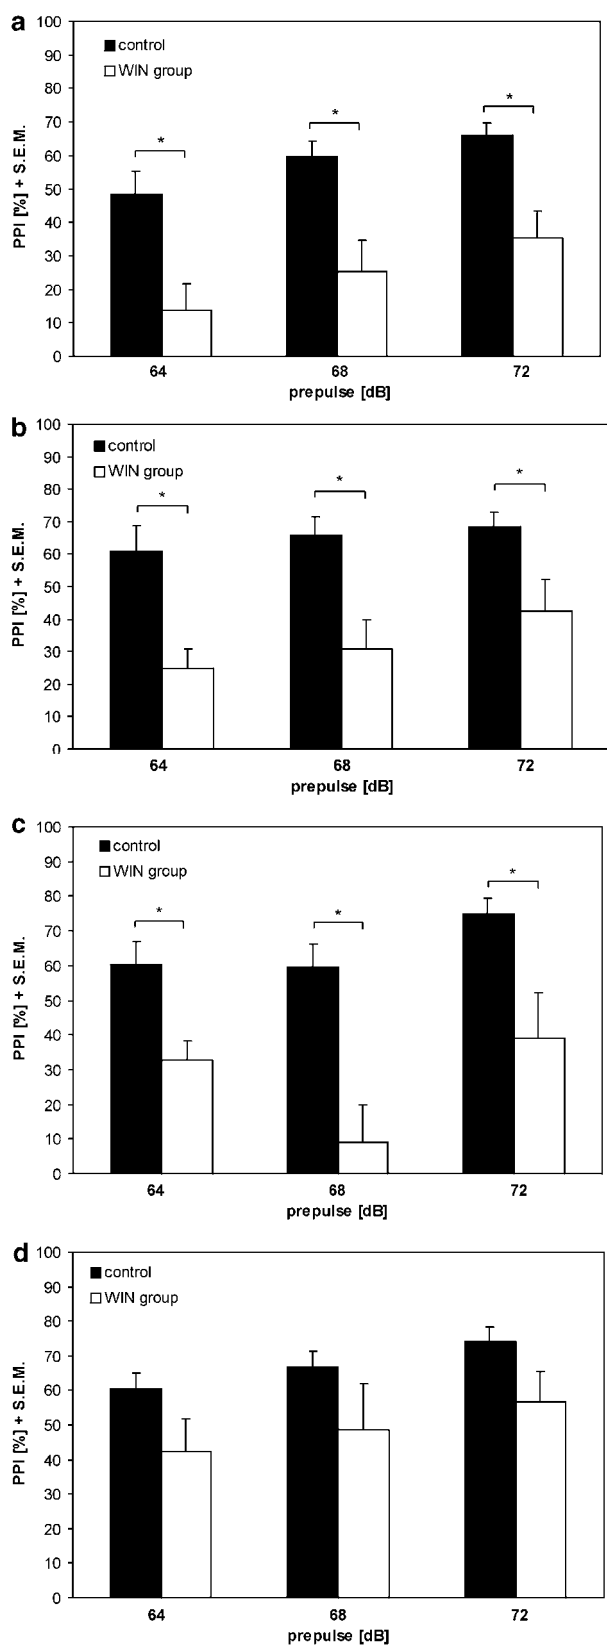 a
100
90
80
70
60
50
40
30
20
10
0
PPI [%] + S.E.M.
control
WIN group
*
*
*
64 68 72
prepulse [dB]
b
100
90
80
70
60
50
40
30
20
10
0
PPI [%] + S.E.M.
control
WIN group
*
*
*
64 68 72
prepulse [dB]
c
100
90
80
70
60
50
40
30
20
10
0
PPI [%] + S.E.M.
control
WIN group
*
*
*
64 68 72
prepulse [dB]
d
100
90
80
70
60
50
40
30
20
10
0
PPI [%] + S.E.M.
control
WIN group
64 68 72
prepulse [dB]